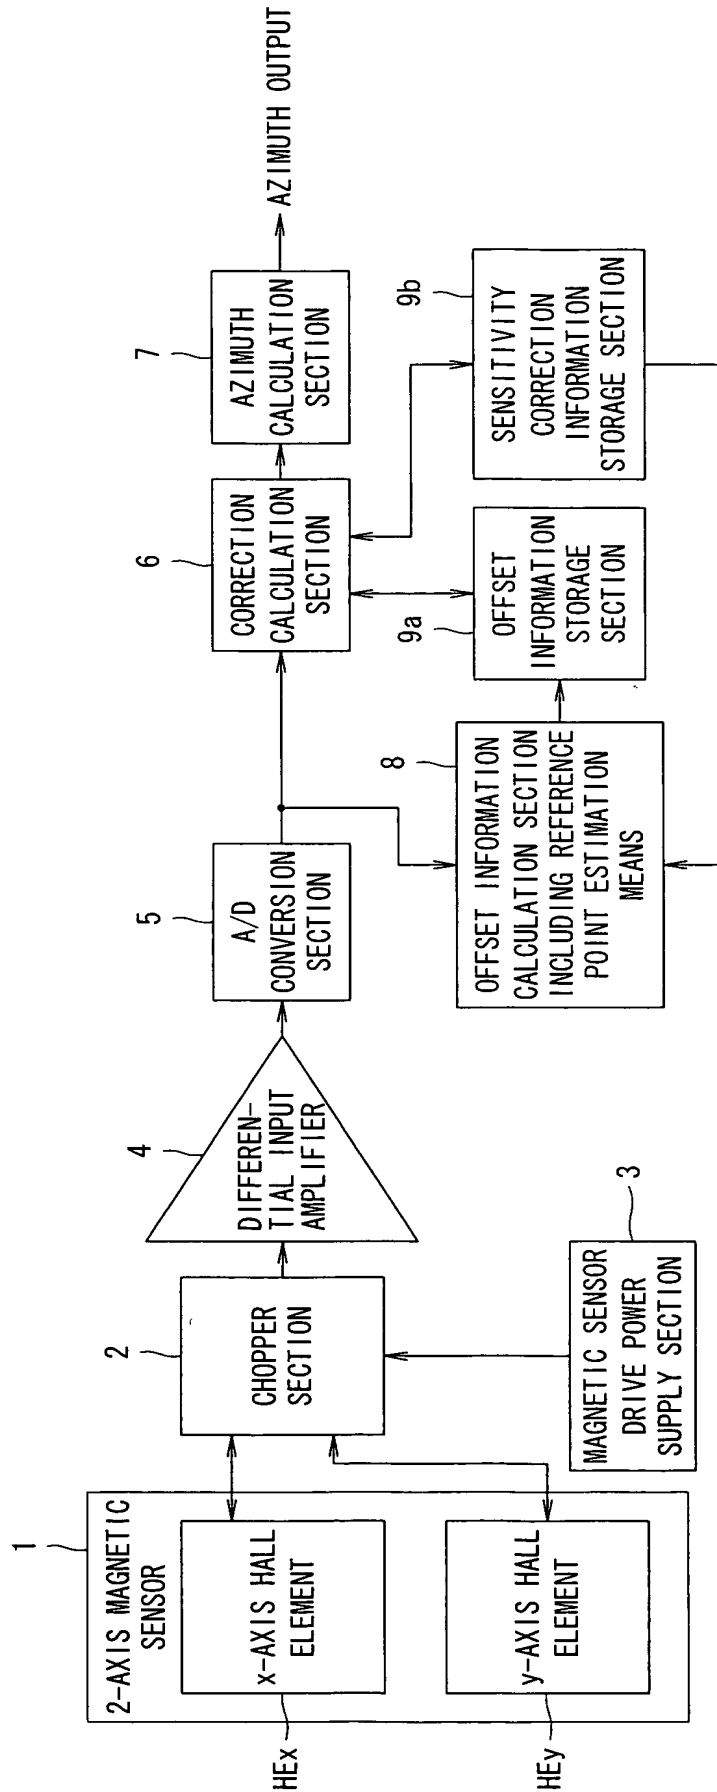 1
2-AXIS MAGNETIC
SENSOR
x-AXIS HALL
ELEMENT
HEx
y-AXIS HALL
ELEMENT
HEy
2
CHOPPER
SECTION
3
MAGNETIC SENSOR
DRIVE POWER
SUPPLY SECTION
4
DIFFEREN-
TIAL INPUT
AMPLIFIER
5
A/D
CONVERSION
SECTION
6
CORRECTION
CALCULATION
SECTION
7
AZIMUTH
CALCULATION
SECTION
AZIMUTH OUTPUT
8
OFFSET INFORMATION
CALCULATION SECTION
INCLUDING REFERENCE
POINT ESTIMATION
MEANS
9a
OFFSET
INFORMATION
STORAGE
SECTION
9b
SENSITIVITY
CORRECTION
INFORMATION
STORAGE SECTION